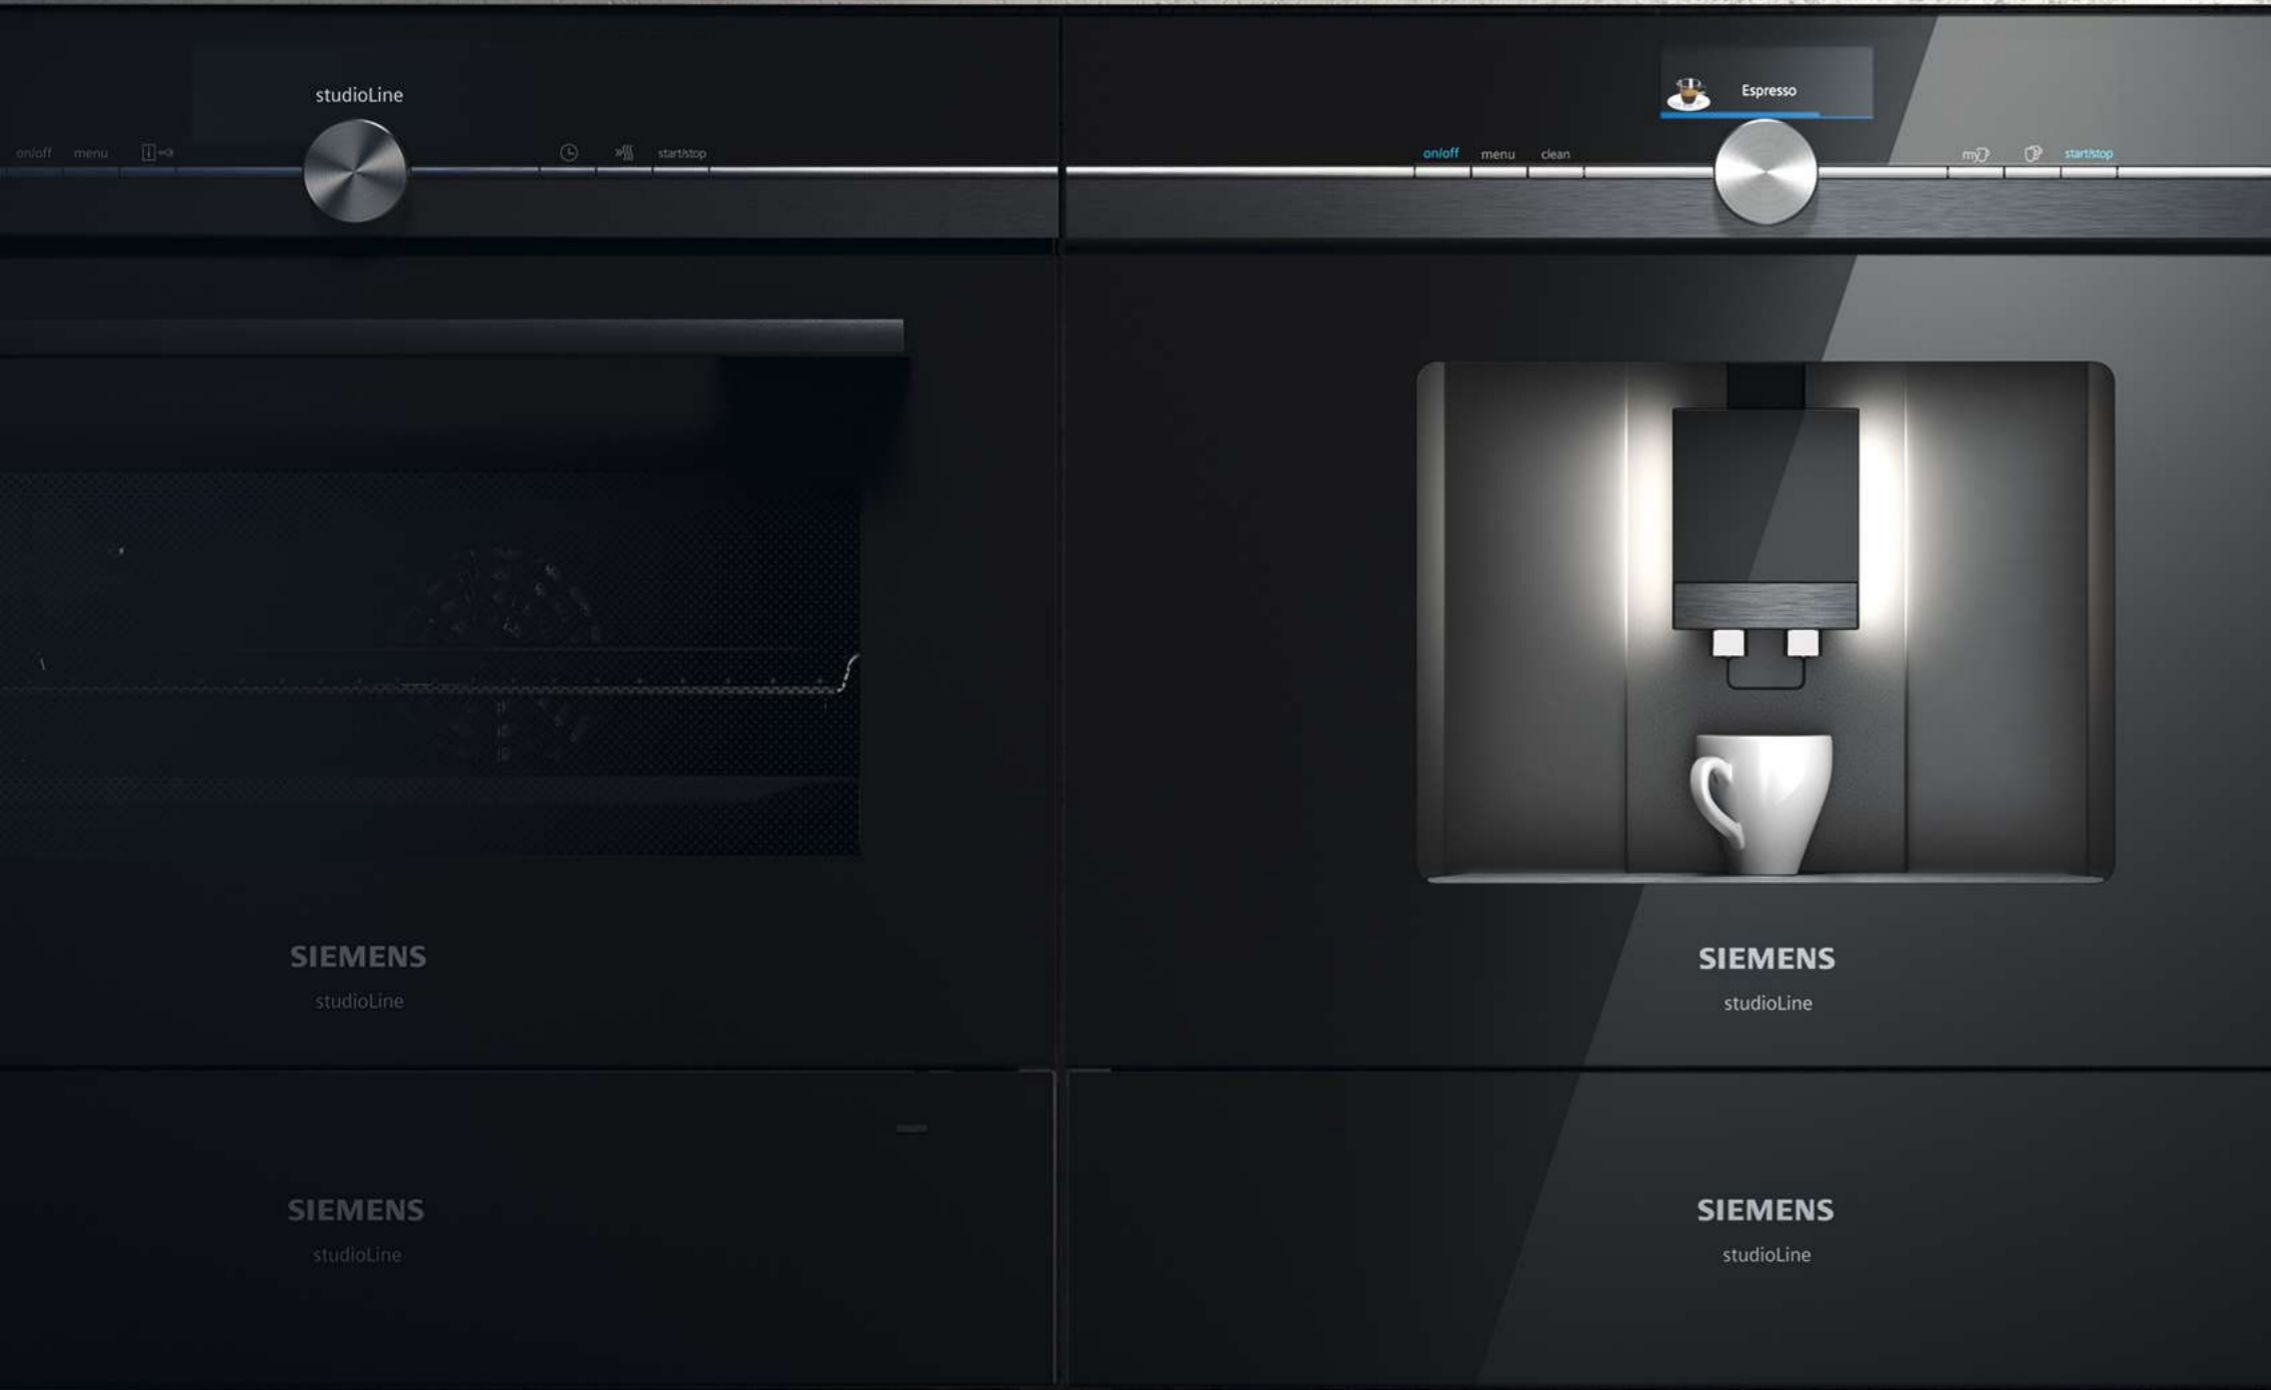 studioLine
on/off menu
start/stop
SIEMENS
studioLine
SIEMENS
studioLine
Espresso
on/off menu clean
my
start/stop
SIEMENS
studioLine
SIEMENS
studioLine